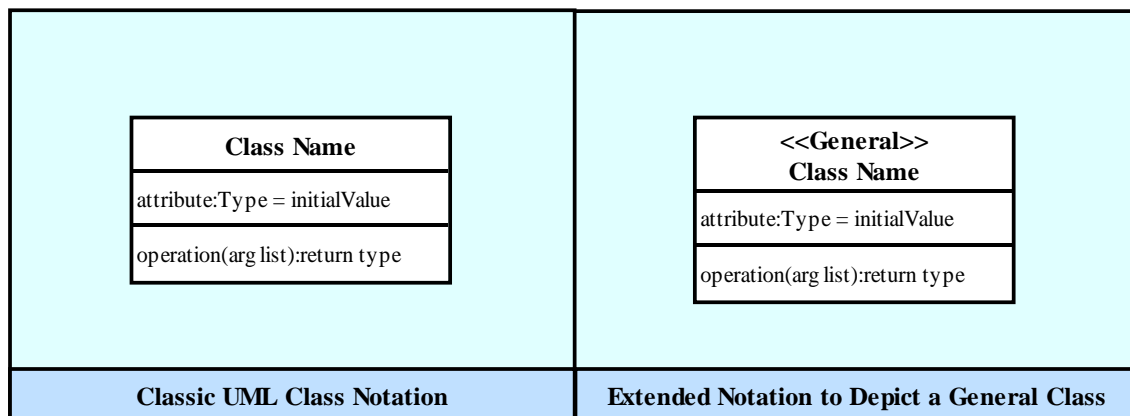 Class Name
attribute:Type = initialValue
operation(arg list):return type
<<General>>
Class Name
attribute:Type = initialValue
operation(arg list):return type
Classic UML Class Notation
Extended Notation to Depict a General Class